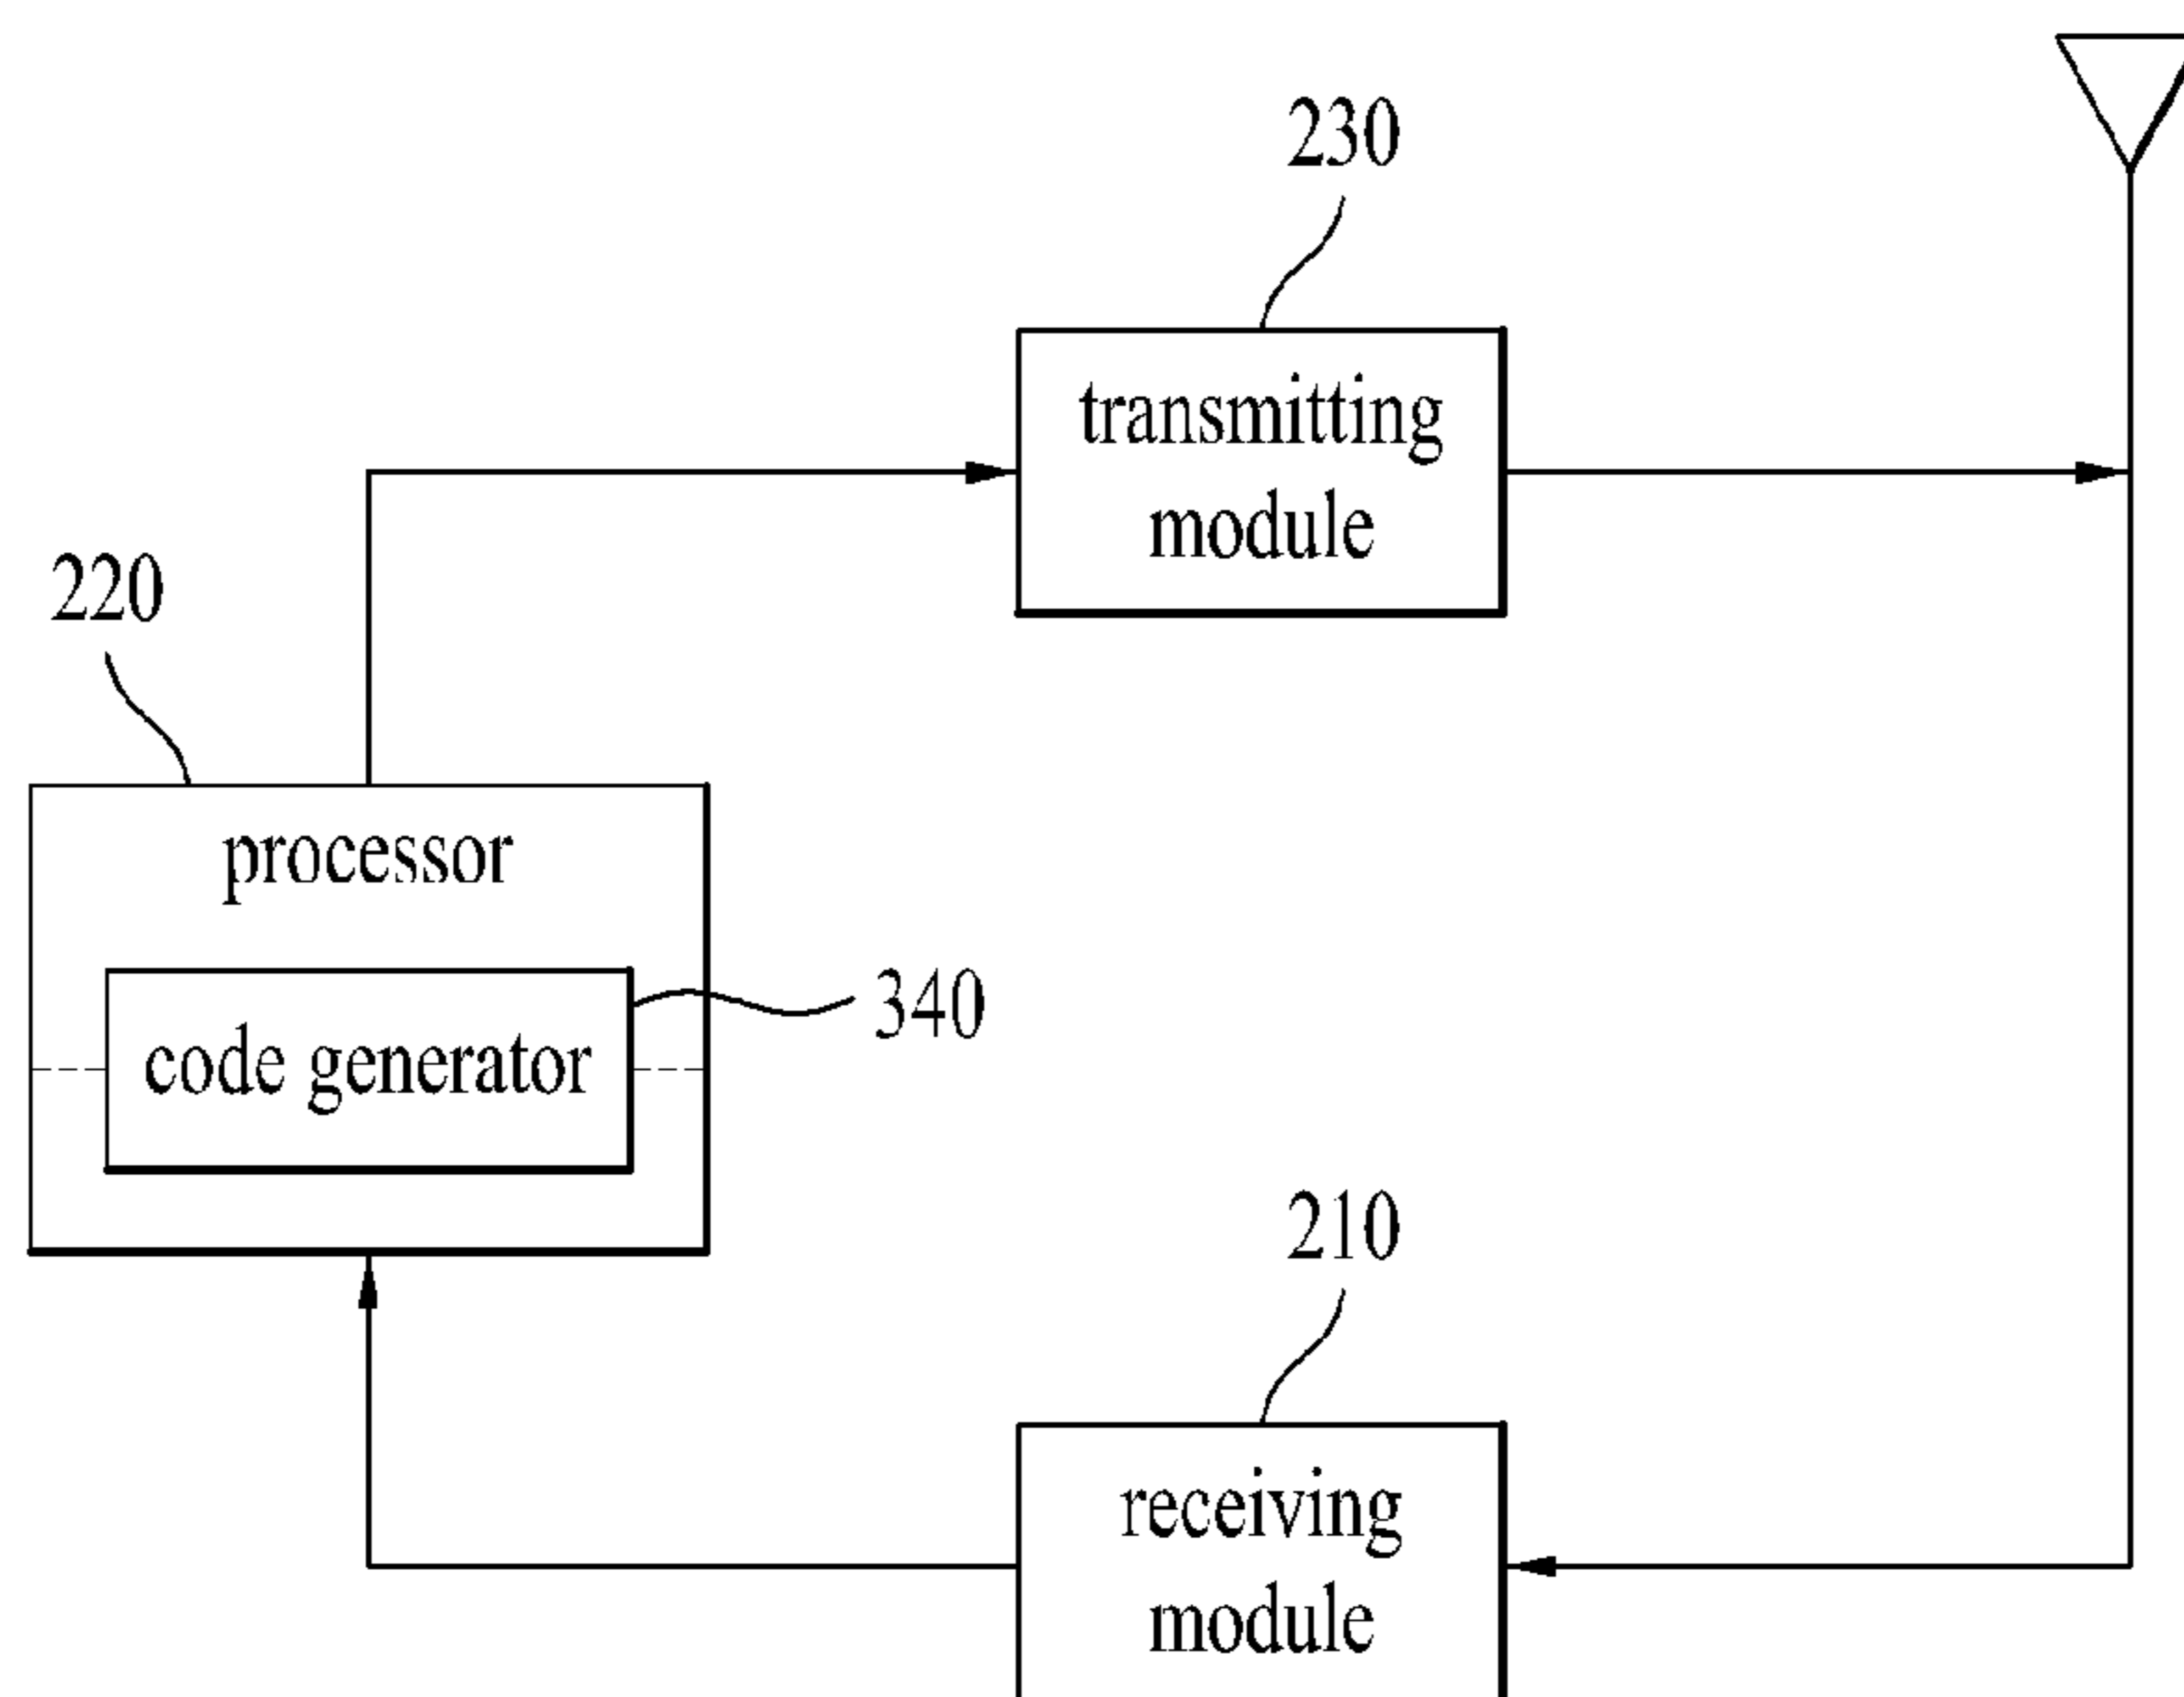 230
transmitting
module
220
processor
340
code generator
210
receiving
module